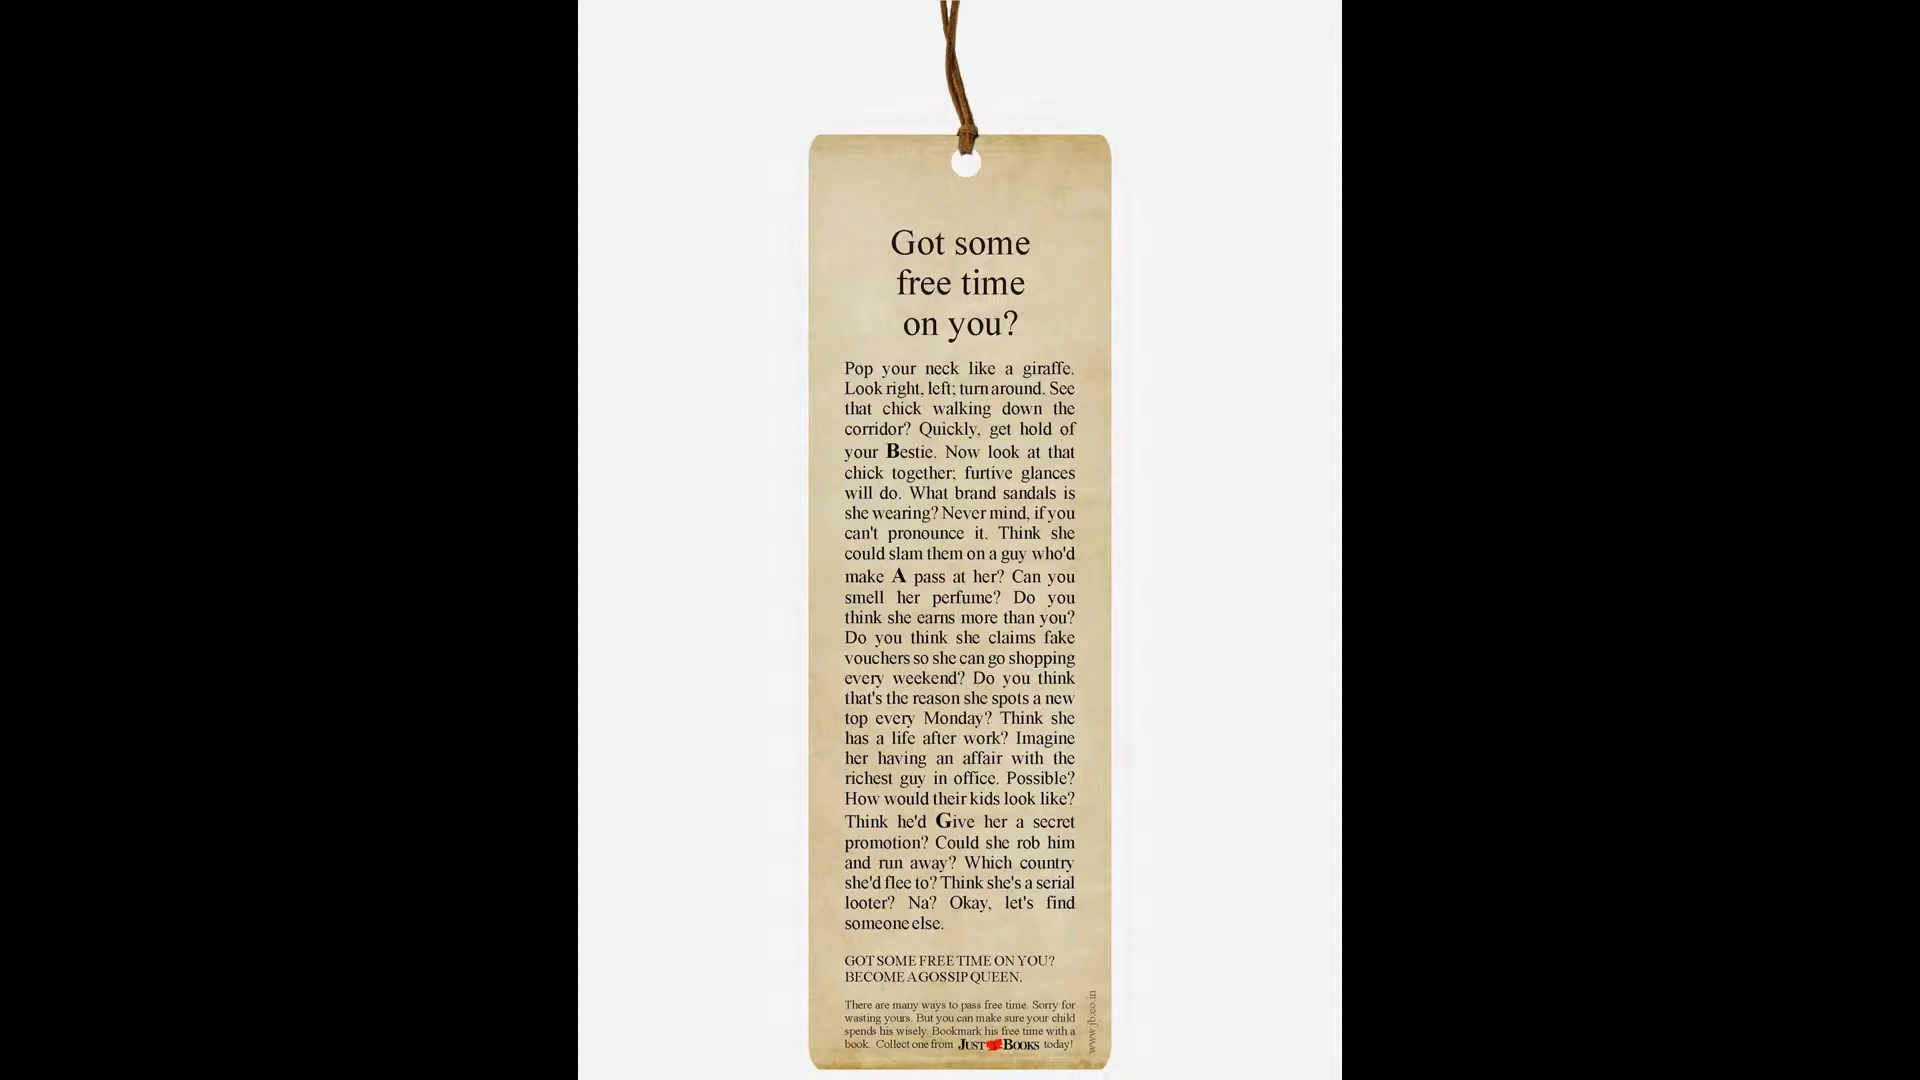 Got some
free time
on you?
Pop your neck like a giraffe.
Look right, left; turn around. See
that chick walking down the
corridor? Quickly, get hold of
your Bestie. Now look at that
chick together; furtive glances
will do. What brand sandals is
she wearing? Never mind, if you
can't pronounce it. Think she
could slam them on a guy who'd
make A pass at her? Can you
smell her perfume? Do you
think she earns more than you?
Do you think she claims fake
vouchers so she can go shopping
every weekend? Do you think
that's the reason she spots a new
top every Monday? Think she
has a life after work? Imagine
her having an affair with the
richest guy in office. Possible?
How would their kids look like?
Think he'd Give her a secret
promotion? Could she rob him
and run away? Which country
she'd flee to? Think she's a serial
looter? Na? Okay, let's find
someone else.
GOT SOME FREE TIME ON YOU?
BECOME A GOSSIP QUEEN.
There are many ways to pass free time. Sorry for
wasting yours. But you can make sure your child
spends his wisely. Bookmark his free time with a
book. Collect one from JUST BOOKS today!
www.jb.co.in